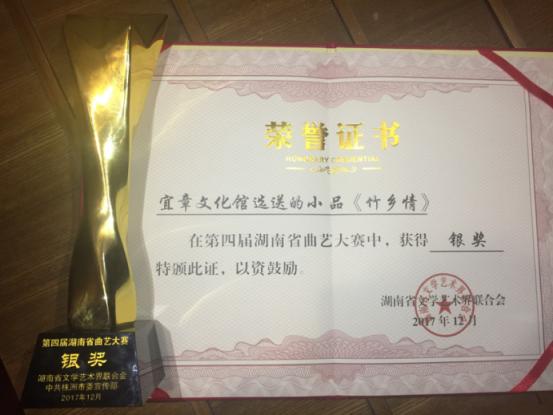 荣誉证书
HONORARY CREDENTIAL
宜章文化馆选送的小品《竹乡情》
在第四届湖南省曲艺大赛中，获得 银奖
特颁此证，以资鼓励。
湖南省文学艺术界联合会
2017年12月
第四届湖南省曲艺大赛
银奖
湖南省文学艺术界联合会
中共株洲市委宣传部
2017年12月